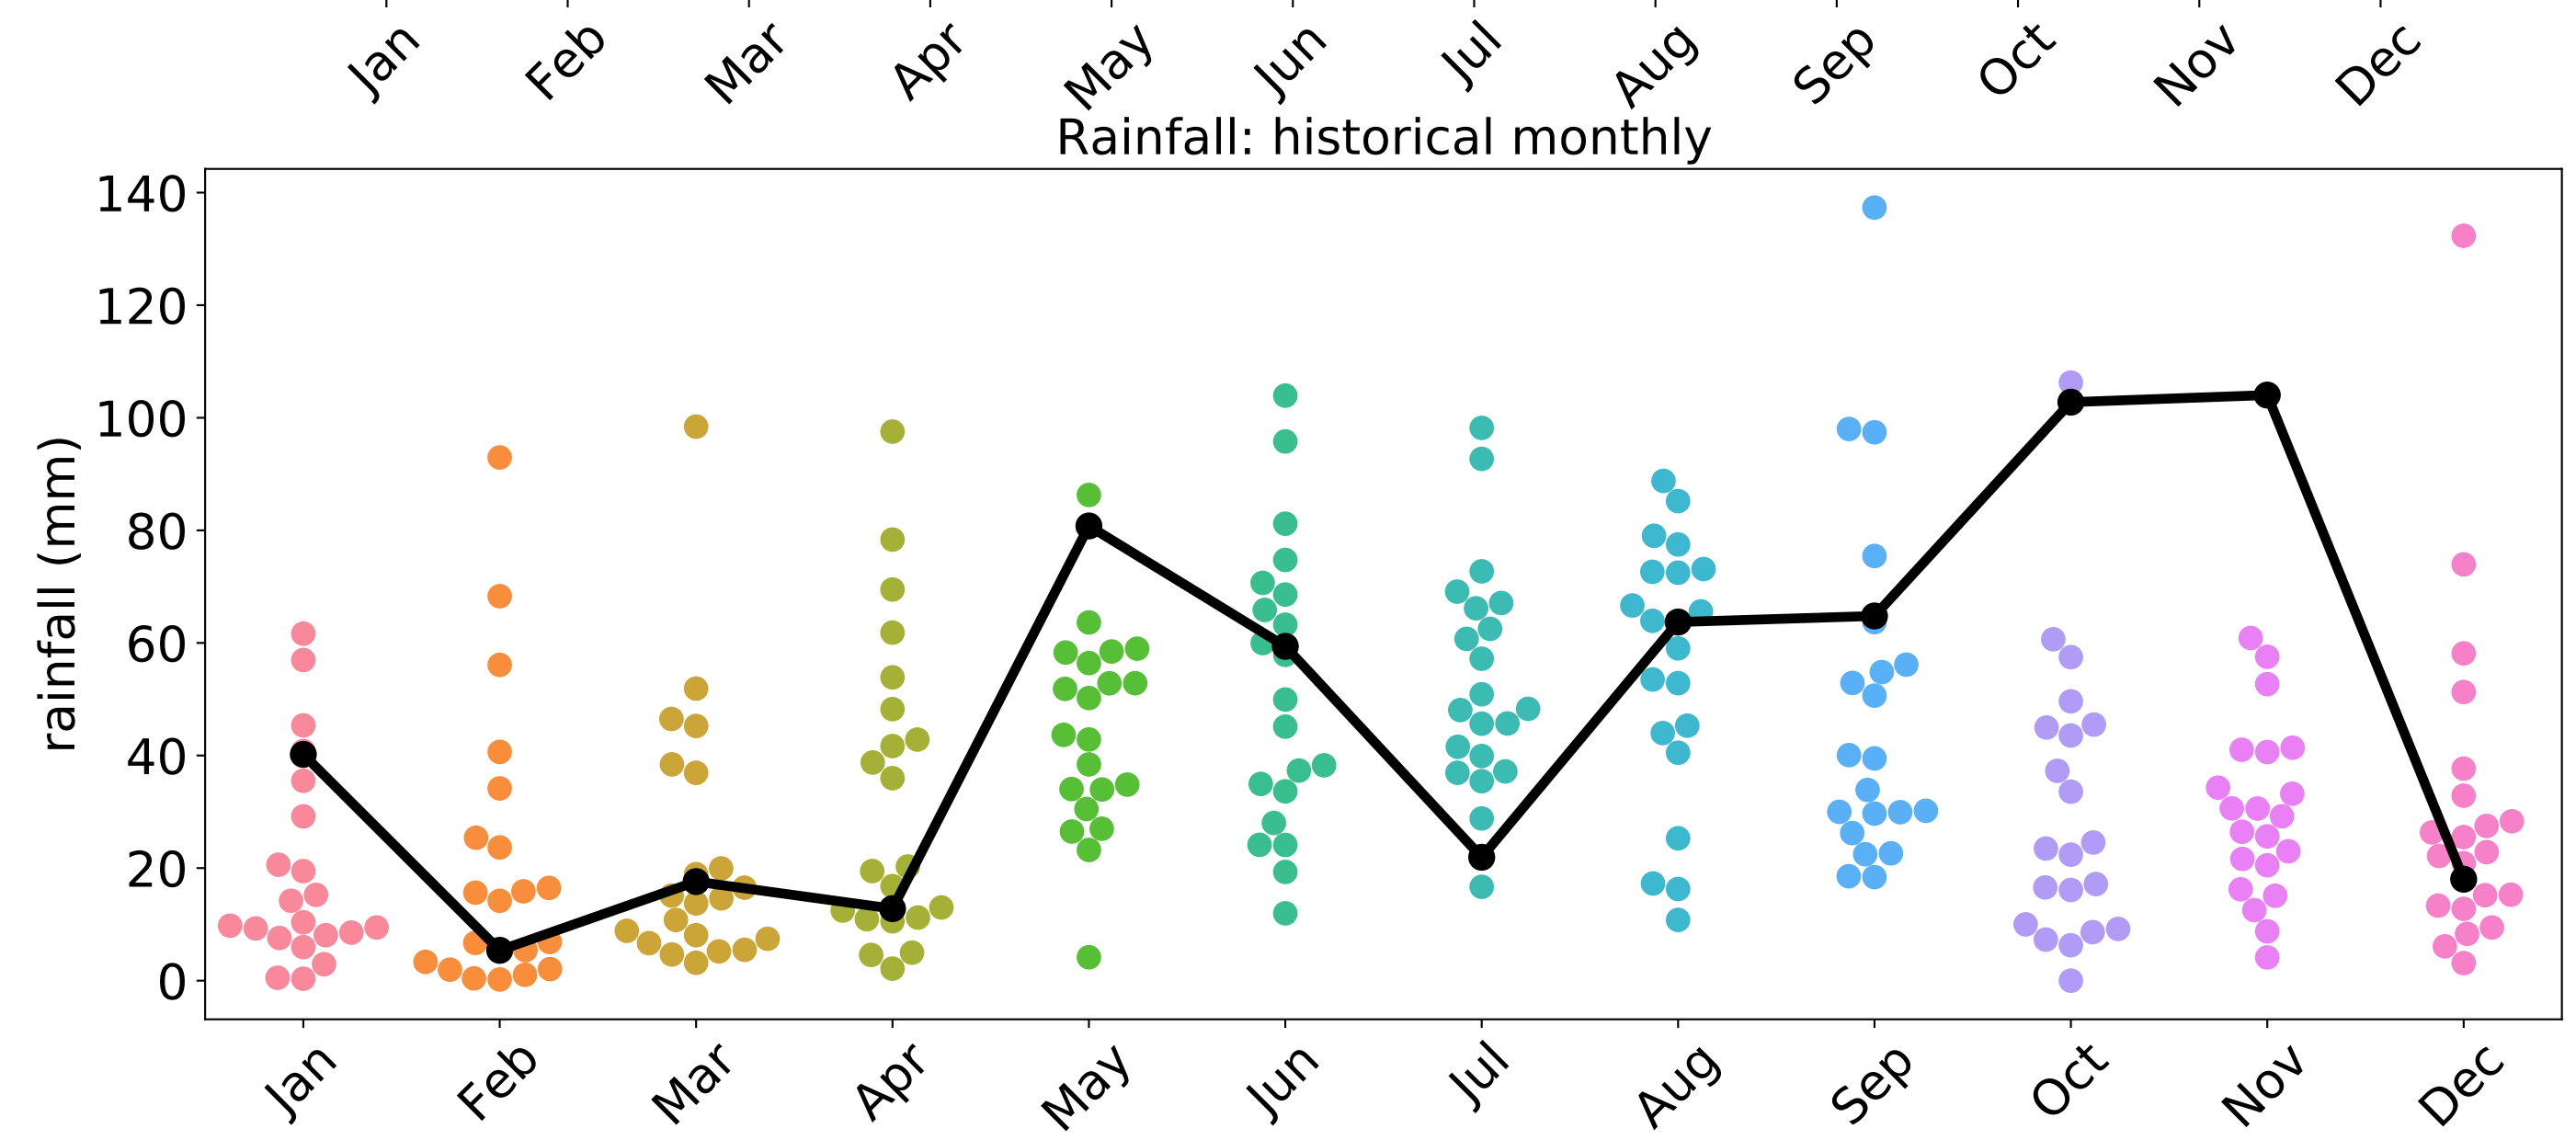 Jan Feb Mar Apr May Jun Jul Aug Sep Oct Nov Dec
Rainfall: historical monthly
rainfall (mm)
140
120
100
80
60
40
20
0
Jan Feb Mar Apr May Jun Jul Aug Sep Oct Nov Dec